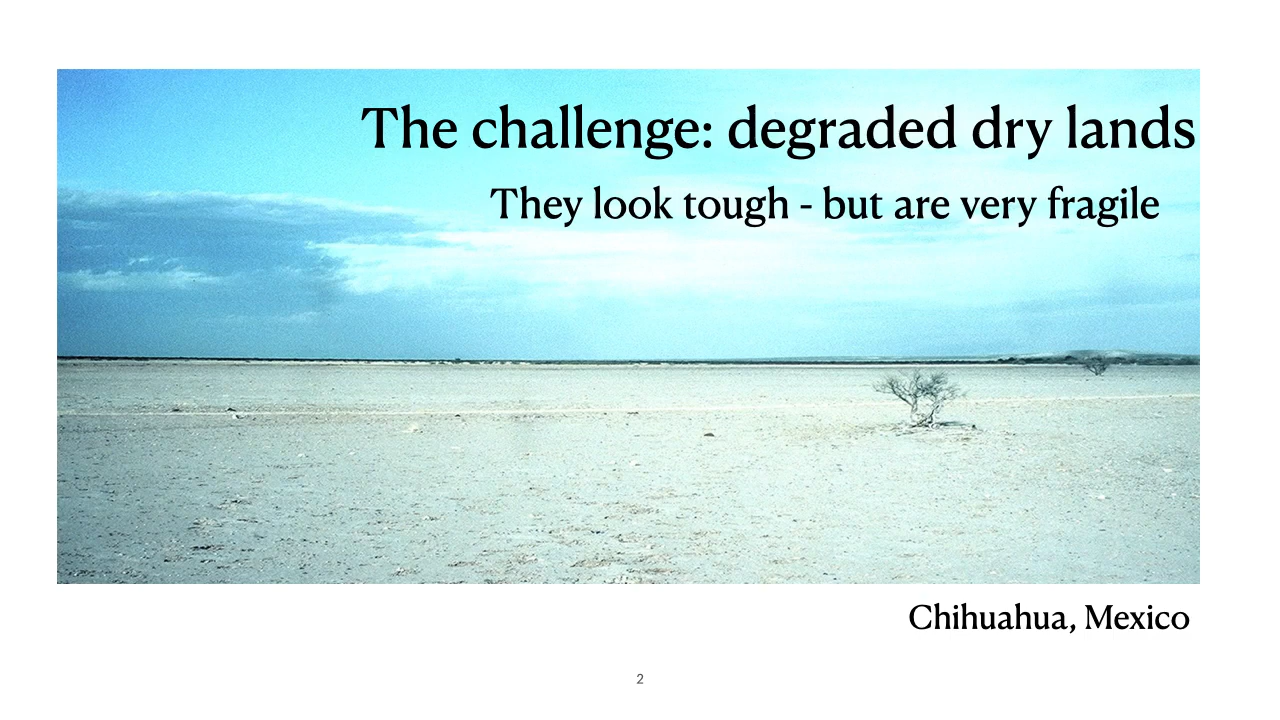 The challenge: degraded dry lands
They look tough - but are very fragile
Chihuahua, Mexico
2